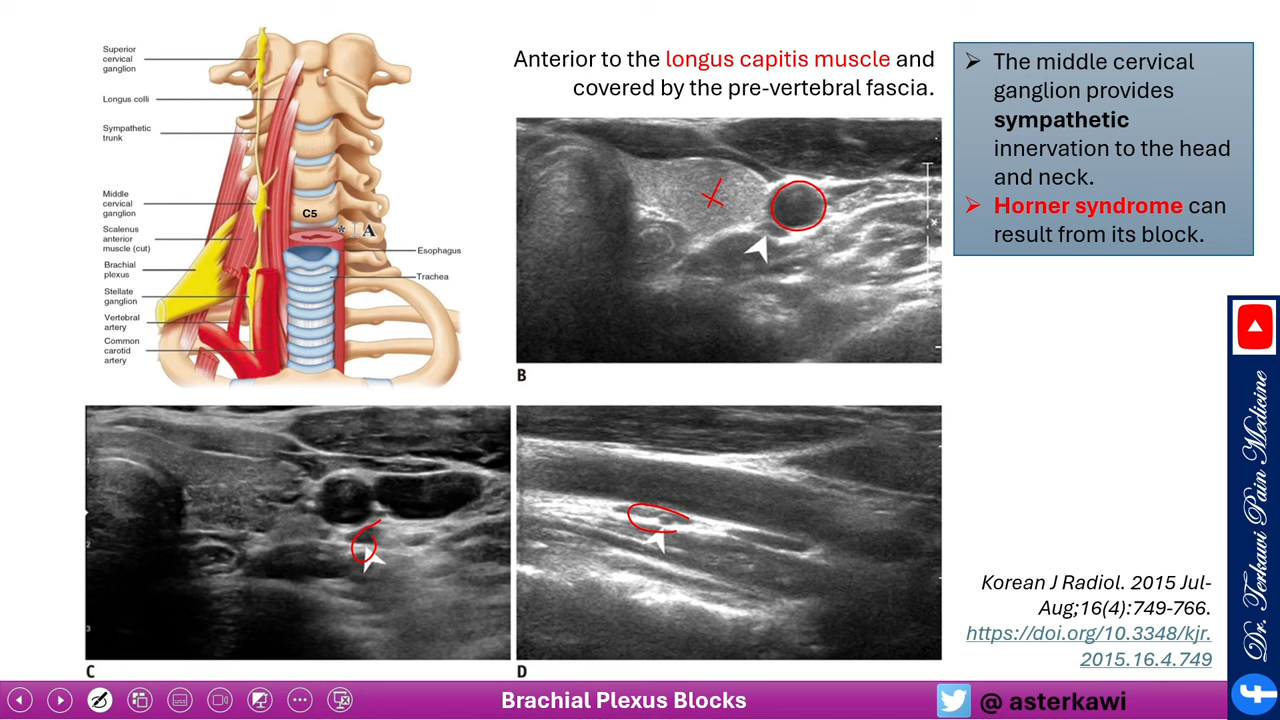 Superior
cervical
ganglion
Longus colli
Sympathetic
trunk
Middle
cervical
ganglion
Scalenus
anterior
muscle (cut)
Brachial
plexus
Stellate
ganglion
Vertebral
artery
Common
carotid
artery
C5
* A
Esophagus
Trachea
Anterior to the longus capitis muscle and
covered by the pre-vertebral fascia.
B
➢ The middle cervical
ganglion provides
sympathetic
innervation to the head
and neck.
➢ Horner syndrome can
result from its block.
1
2
3
C
D
Korean J Radiol. 2015 Jul-
Aug;16(4):749-766.
https://doi.org/10.3348/kjr.
2015.16.4.749
Dr. Terkawi Pain Medicine
Brachial Plexus Blocks
@ asterkawi